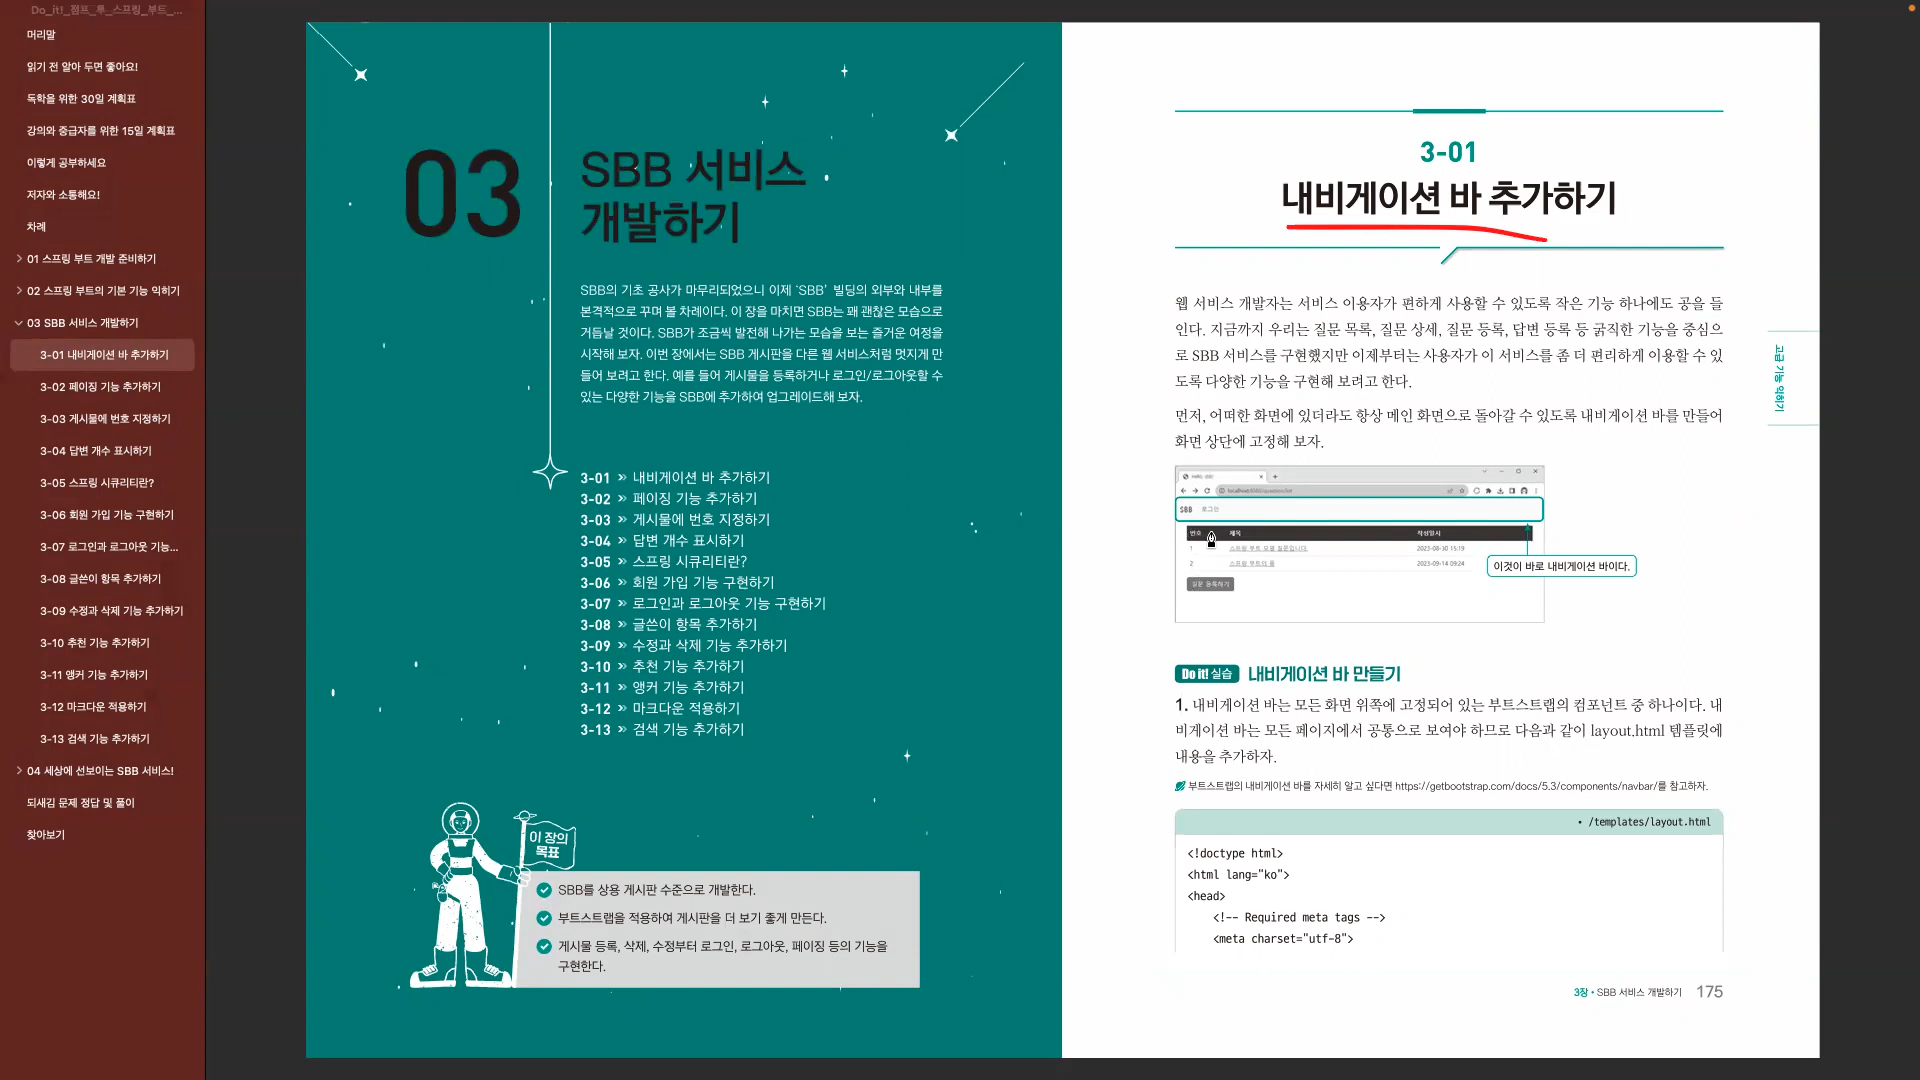 Do_it!_점프_투_스프링_부트_...
머리말
읽기 전 알아 두면 좋아요!
독학을 위한 30일 계획표
강의와 중급자를 위한 15일 계획표
이렇게 공부하세요
저자와 소통해요!
차례
01 스프링 부트 개발 준비하기
02 스프링 부트의 기본 기능 익히기
03 SBB 서비스 개발하기
3-01 내비게이션 바 추가하기
3-02 페이징 기능 추가하기
3-03 게시물에 번호 지정하기
3-04 답변 개수 표시하기
3-05 스프링 시큐리티란?
3-06 회원 가입 기능 구현하기
3-07 로그인과 로그아웃 기능...
3-08 글쓴이 항목 추가하기
3-09 수정과 삭제 기능 추가하기
3-10 추천 기능 추가하기
3-11 앵커 기능 추가하기
3-12 마크다운 적용하기
3-13 검색 기능 추가하기
04 세상에 선보이는 SBB 서비스!
되새김 문제 정답 및 풀이
찾아보기
03
SBB 서비스
개발하기
SBB의 기초 공사가 마무리되었으니 이제 ‘SBB’ 빌딩의 외부와 내부를
본격적으로 꾸며 볼 차례이다. 이 장을 마치면 SBB는 꽤 괜찮은 모습으로
거듭날 것이다. SBB가 조금씩 발전해 나가는 모습을 보는 즐거운 여정을
시작해 보자. 이번 장에서는 SBB 게시판을 다른 웹 서비스처럼 멋지게 만
들어 보려고 한다. 예를 들어 게시물을 등록하거나 로그인/로그아웃할 수
있는 다양한 기능을 SBB에 추가하여 업그레이드해 보자.
3-01 » 내비게이션 바 추가하기
3-02 » 페이징 기능 추가하기
3-03 » 게시물에 번호 지정하기
3-04 » 답변 개수 표시하기
3-05 » 스프링 시큐리티란?
3-06 » 회원 가입 기능 구현하기
3-07 » 로그인과 로그아웃 기능 구현하기
3-08 » 글쓴이 항목 추가하기
3-09 » 수정과 삭제 기능 추가하기
3-10 » 추천 기능 추가하기
3-11 » 앵커 기능 추가하기
3-12 » 마크다운 적용하기
3-13 » 검색 기능 추가하기
이 장의
목표
SBB를 상용 게시판 수준으로 개발한다.
부트스트랩을 적용하여 게시판을 더 보기 좋게 만든다.
게시물 등록, 삭제, 수정부터 로그인, 로그아웃, 페이징 등의 기능을
구현한다.
3-01
내비게이션 바 추가하기
웹 서비스 개발자는 서비스 이용자가 편하게 사용할 수 있도록 작은 기능 하나에도 공을 들
인다. 지금까지 우리는 질문 목록, 질문 상세, 질문 등록, 답변 등록 등 굵직한 기능을 중심으
로 SBB 서비스를 구현했지만 이제부터는 사용자가 이 서비스를 좀 더 편리하게 이용할 수 있
도록 다양한 기능을 구현해 보려고 한다.
먼저, 어떠한 화면에 있더라도 항상 메인 화면으로 돌아갈 수 있도록 내비게이션 바를 만들어
화면 상단에 고정해 보자.
Hello, sbb!
localhost:8080/question/list
SBB 로그인
번호 제목 작성일시
1 스프링 부트 모델 질문입니다. 2023-08-30 15:19
2 2023-09-14 09:24
질문 등록하기
이것이 바로 내비게이션 바이다.
고급 기능 익히기
Do it! 실습 내비게이션 바 만들기
1. 내비게이션 바는 모든 화면 위쪽에 고정되어 있는 부트스트랩의 컴포넌트 중 하나이다. 내
비게이션 바는 모든 페이지에서 공통으로 보여야 하므로 다음과 같이 layout.html 템플릿에
내용을 추가하자.
부트스트랩의 내비게이션 바를 자세히 알고 싶다면 https://getbootstrap.com/docs/5.3/components/navbar/를 참고하자.
• /templates/layout.html
<!doctype html>
<html lang="ko">
<head>
<!-- Required meta tags -->
<meta charset="utf-8">
3장 • SBB 서비스 개발하기 175